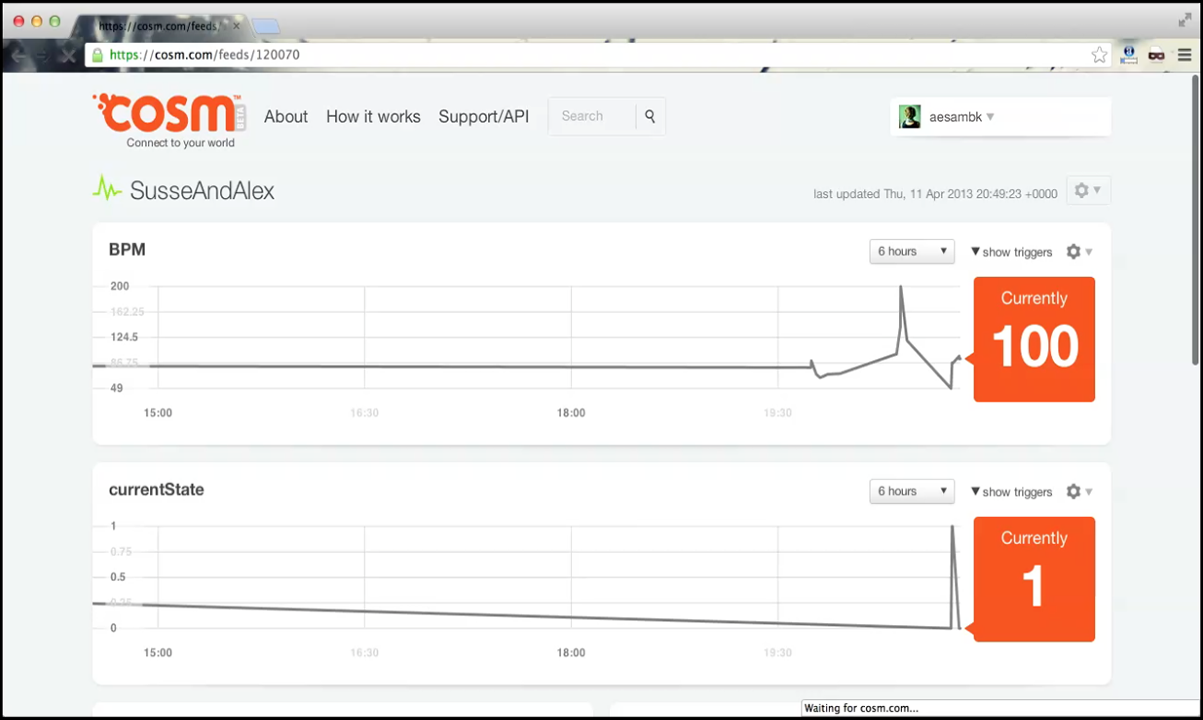 https://cosm.com/feeds/
https://cosm.com/feeds/120070
cosm™ BETA
Connect to your world
About How it works Support/API Search aesambk
SusseAndAlex
last updated Thu, 11 Apr 2013 20:49:23 +0000
BPM
6 hours show triggers
200
162.25
124.5
86.75
49
15:00 16:30 18:00 19:30
Currently
100
currentState
6 hours show triggers
1
0.75
0.5
0.25
0
15:00 16:30 18:00 19:30
Currently
1
Waiting for cosm.com...